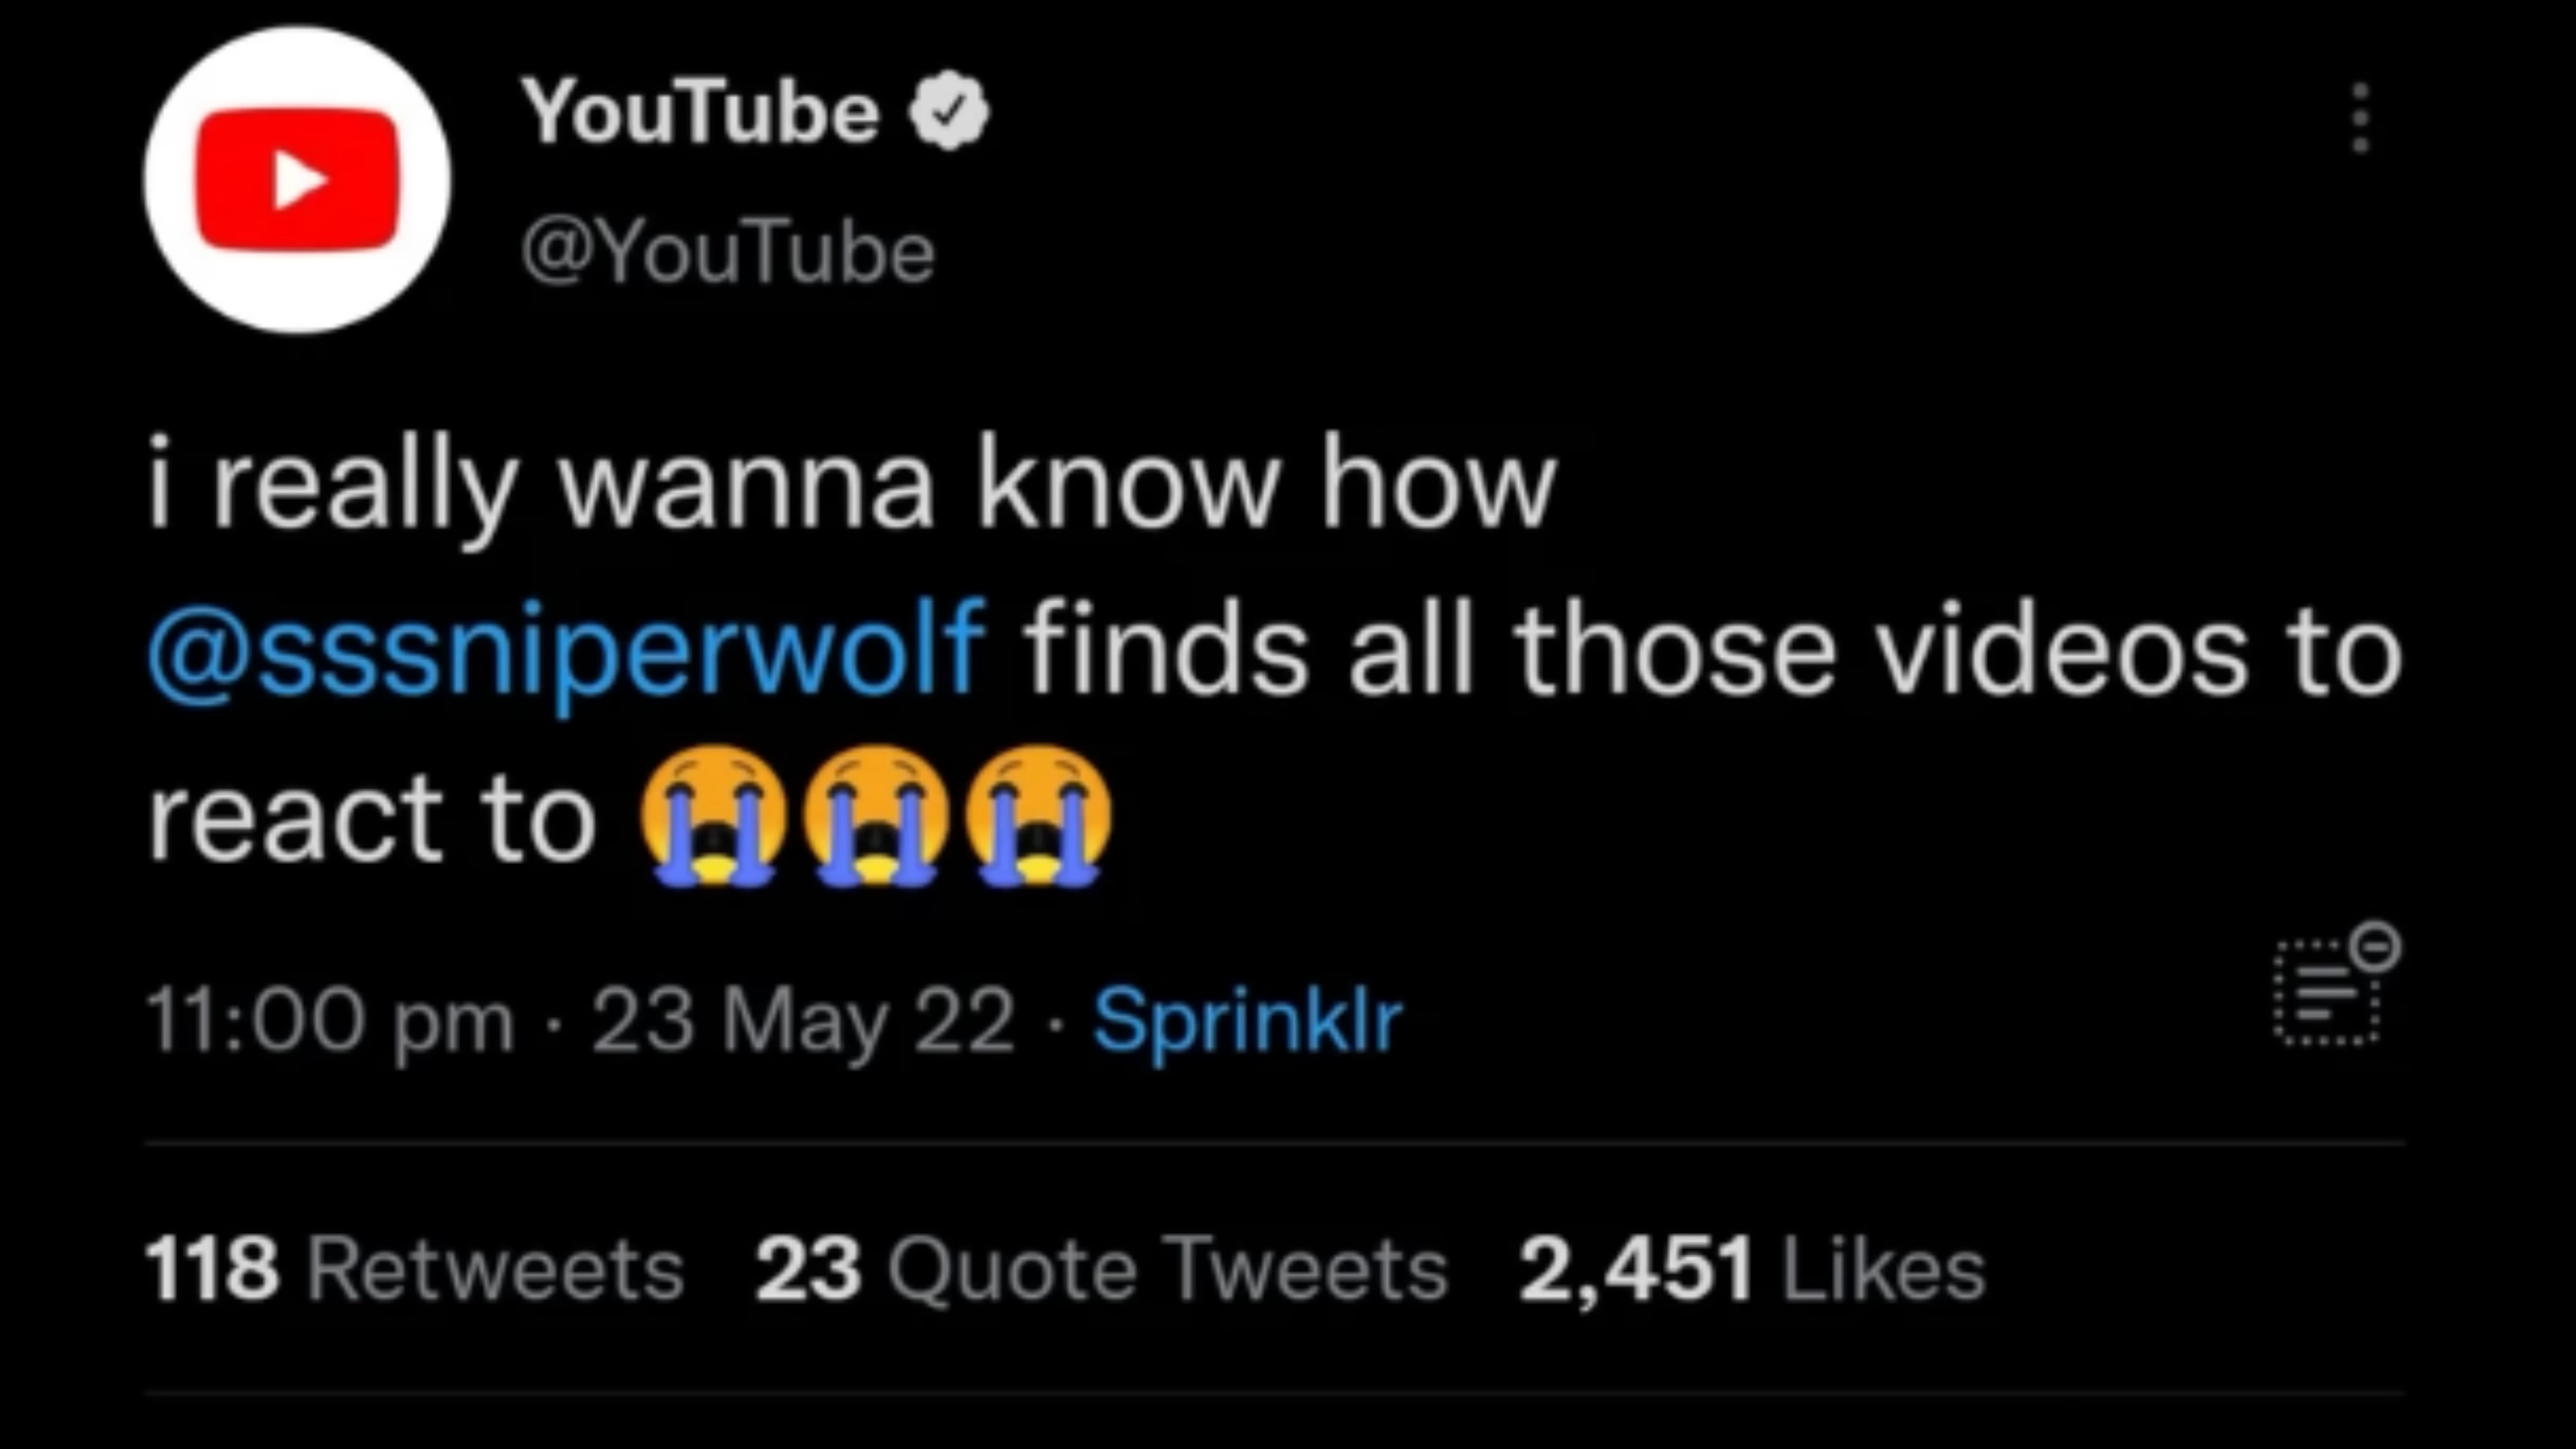 YouTube
@YouTube
i really wanna know how
@sssniperwolf finds all those videos to
react to 😭😭😭
11:00 pm · 23 May 22 · Sprinklr
118 Retweets 23 Quote Tweets 2,451 Likes